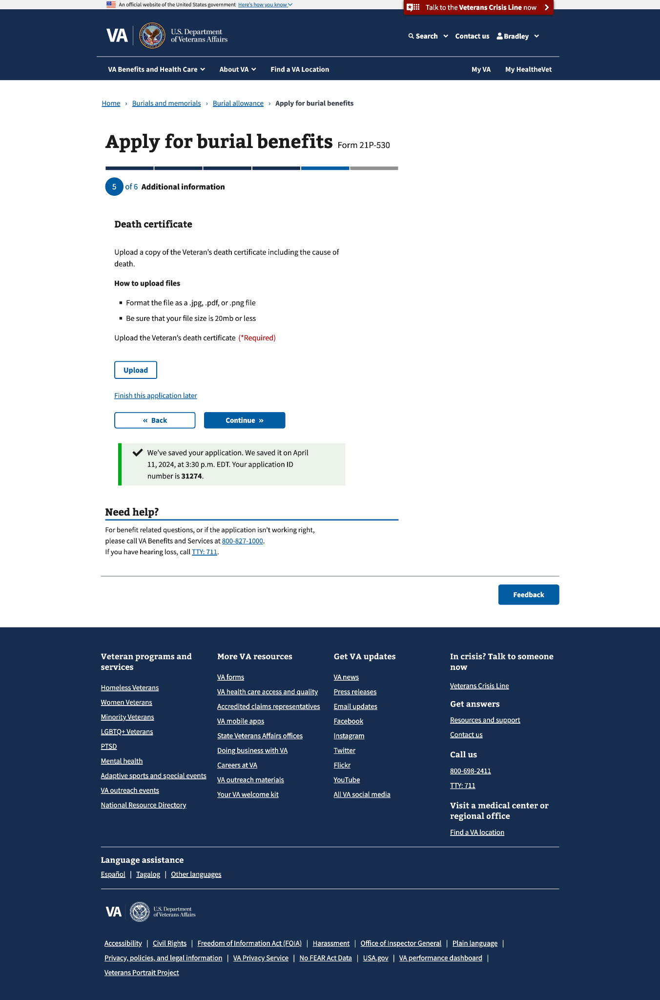 An official website of the United States government Here's how you know
Talk to the Veterans Crisis Line now
VA
U.S. Department
of Veterans Affairs
Search
Contact us
Bradley
VA Benefits and Health Care
About VA
Find a VA Location
My VA
My HealtheVet
Home › Burials and memorials › Burial allowance › Apply for burial benefits
Apply for burial benefits Form 21P-530
5 of 6 Additional information
Death certificate
Upload a copy of the Veteran’s death certificate including the cause of
death.
How to upload files
Format the file as a .jpg, .pdf, or .png file
Be sure that your file size is 20mb or less
Upload the Veteran’s death certificate (*Required)
Upload
Finish this application later
« Back
Continue »
We’ve saved your application. We saved it on April
11, 2024, at 3:30 p.m. EDT. Your application ID
number is 31274.
Need help?
For benefit related questions, or if the application isn’t working right,
please call VA Benefits and Services at 800-827-1000.
If you have hearing loss, call TTY: 711.
Feedback
Veteran programs and
services
Homeless Veterans
Women Veterans
Minority Veterans
LGBTQ+ Veterans
PTSD
Mental health
Adaptive sports and special events
VA outreach events
National Resource Directory
More VA resources
VA forms
VA health care access and quality
Accredited claims representatives
VA mobile apps
State Veterans Affairs offices
Doing business with VA
Careers at VA
VA outreach materials
Your VA welcome kit
Get VA updates
VA news
Press releases
Email updates
Facebook
Instagram
Twitter
Flickr
YouTube
All VA social media
In crisis? Talk to someone
now
Veterans Crisis Line
Get answers
Resources and support
Contact us
Call us
800-698-2411
TTY: 711
Visit a medical center or
regional office
Find a VA location
Language assistance
Español | Tagalog | Other languages
VA
U.S. Department
of Veterans Affairs
Accessibility | Civil Rights | Freedom of Information Act (FOIA) | Harassment | Office of Inspector General | Plain language |
Privacy, policies, and legal information | VA Privacy Service | No FEAR Act Data | USA.gov | VA performance dashboard |
Veterans Portrait Project